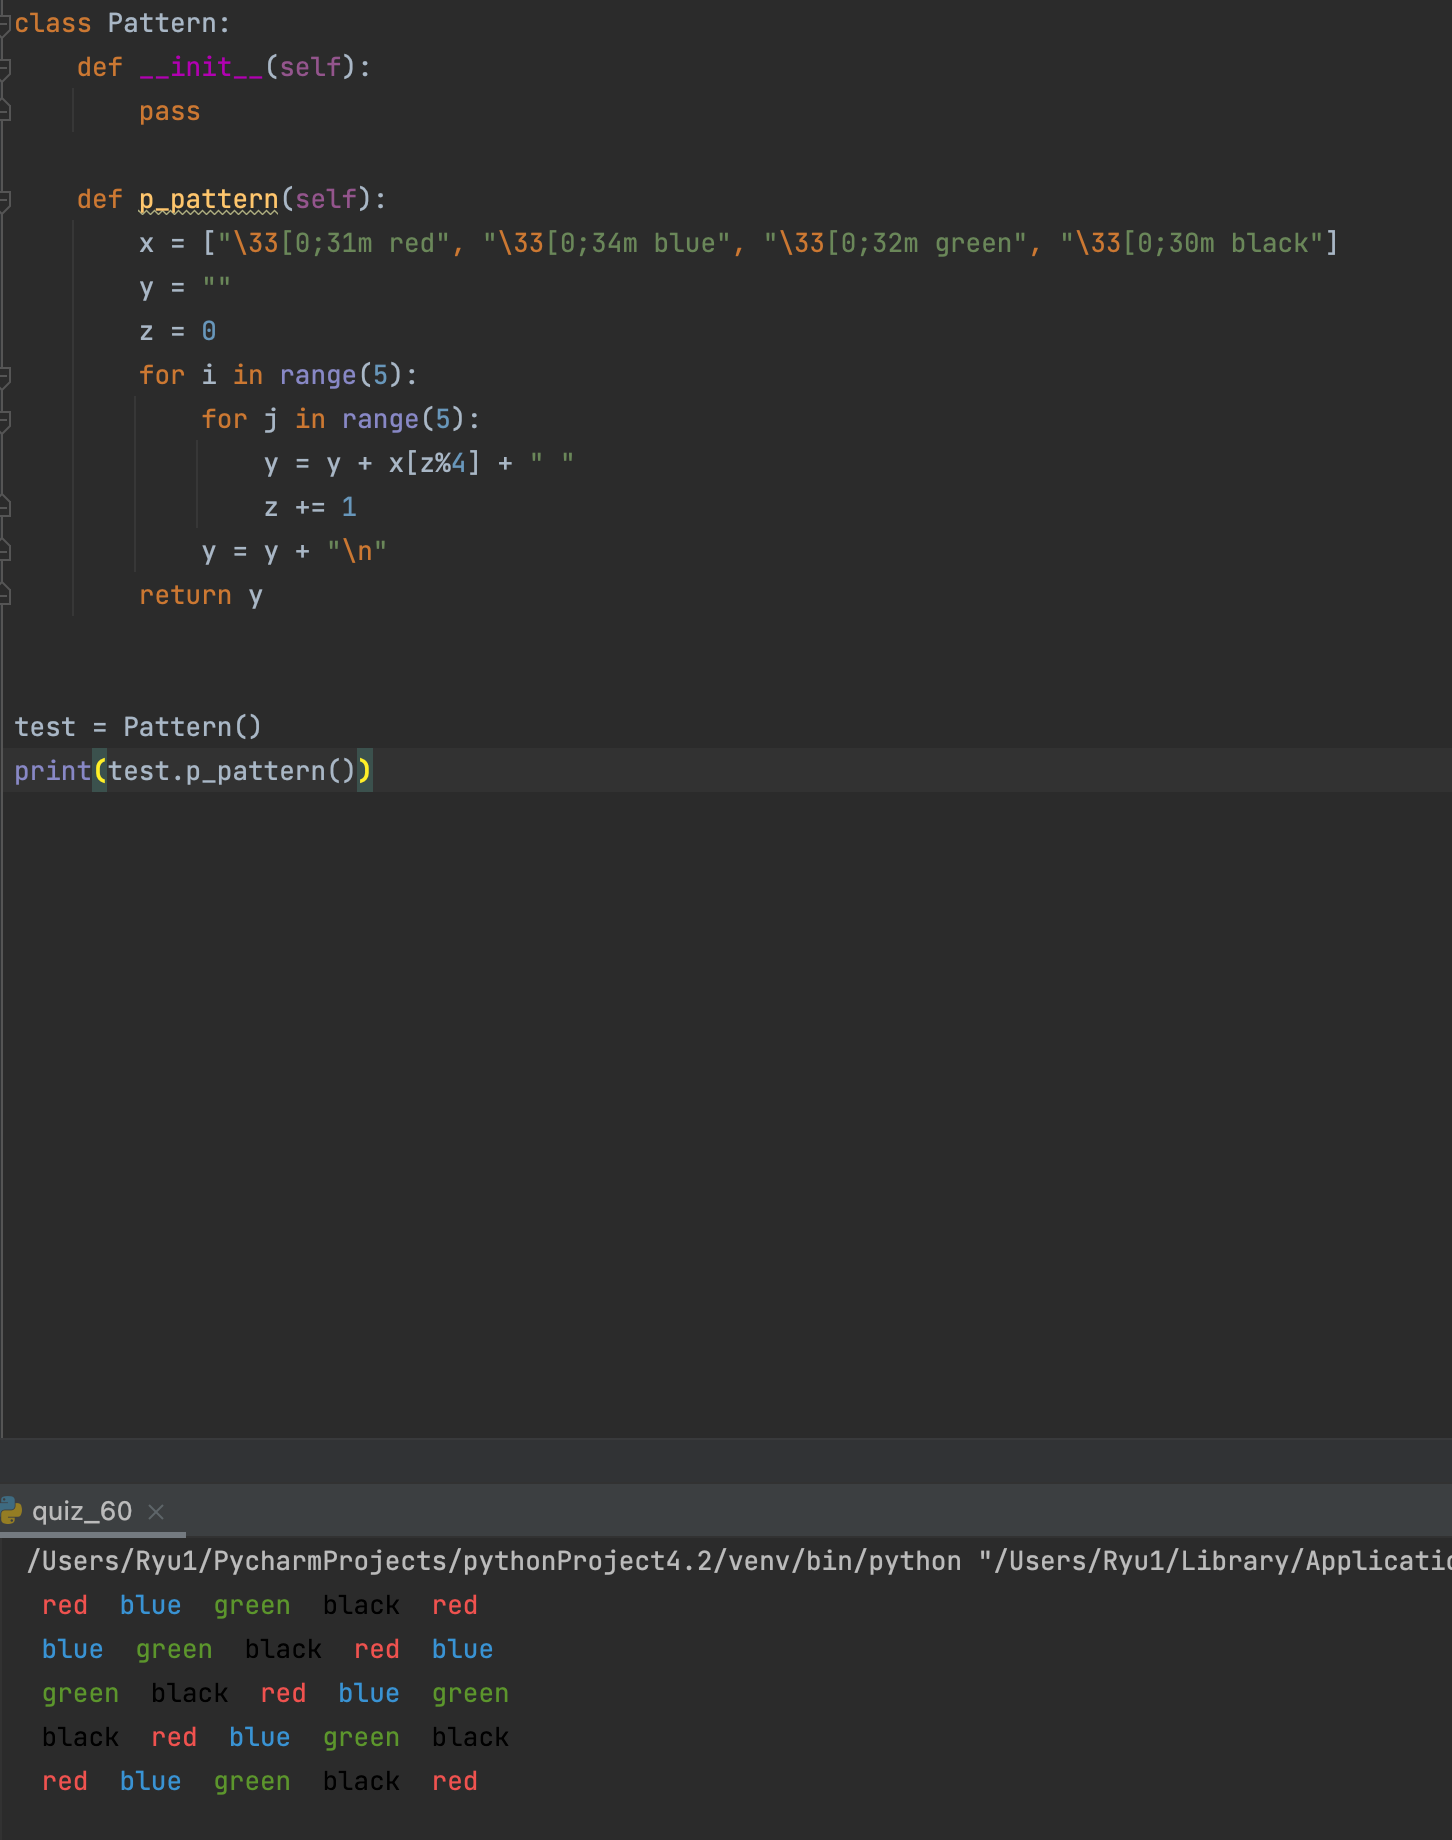 class Pattern:
    def __init__(self):
        pass

    def p_pattern(self):
        x = ["\33[0;31m red", "\33[0;34m blue", "\33[0;32m green", "\33[0;30m black"]
        y = ""
        z = 0
        for i in range(5):
            for j in range(5):
                y = y + x[z%4] + " "
                z += 1
            y = y + "\n"
        return y

test = Pattern()
print(test.p_pattern())
quiz_60 ×
/Users/Ryu1/PycharmProjects/pythonProject4.2/venv/bin/python "/Users/Ryu1/Library/Applicatio
red  blue  green  black  red
blue  green  black  red  blue
green  black  red  blue  green
black  red  blue  green  black
red  blue  green  black  red